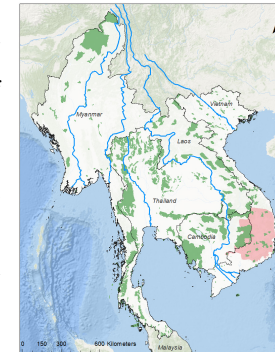 A
Vietnam
Myanmar
Laos
Thailand
Cambodia
0 150 300 600 Kilometers
Malaysia